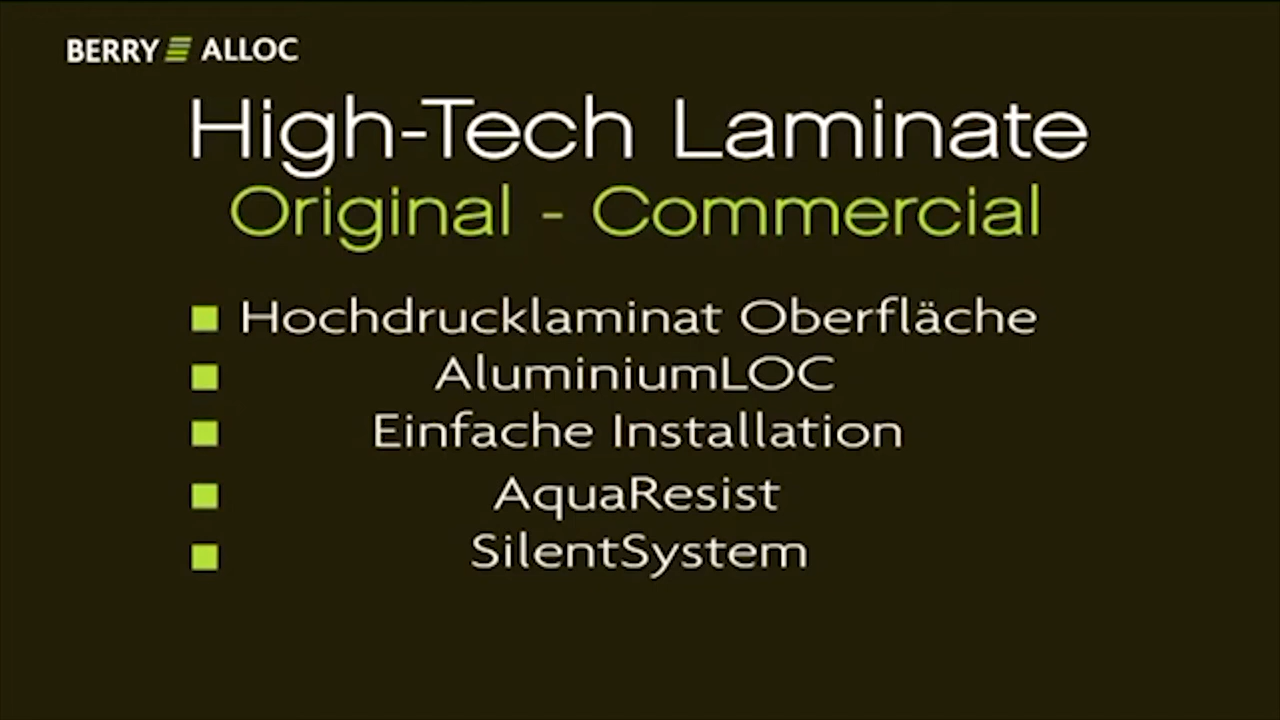 BERRY ALLOC
High-Tech Laminate
Original - Commercial
Hochdrucklaminat Oberfläche
AluminiumLOC
Einfache Installation
AquaResist
SilentSystem